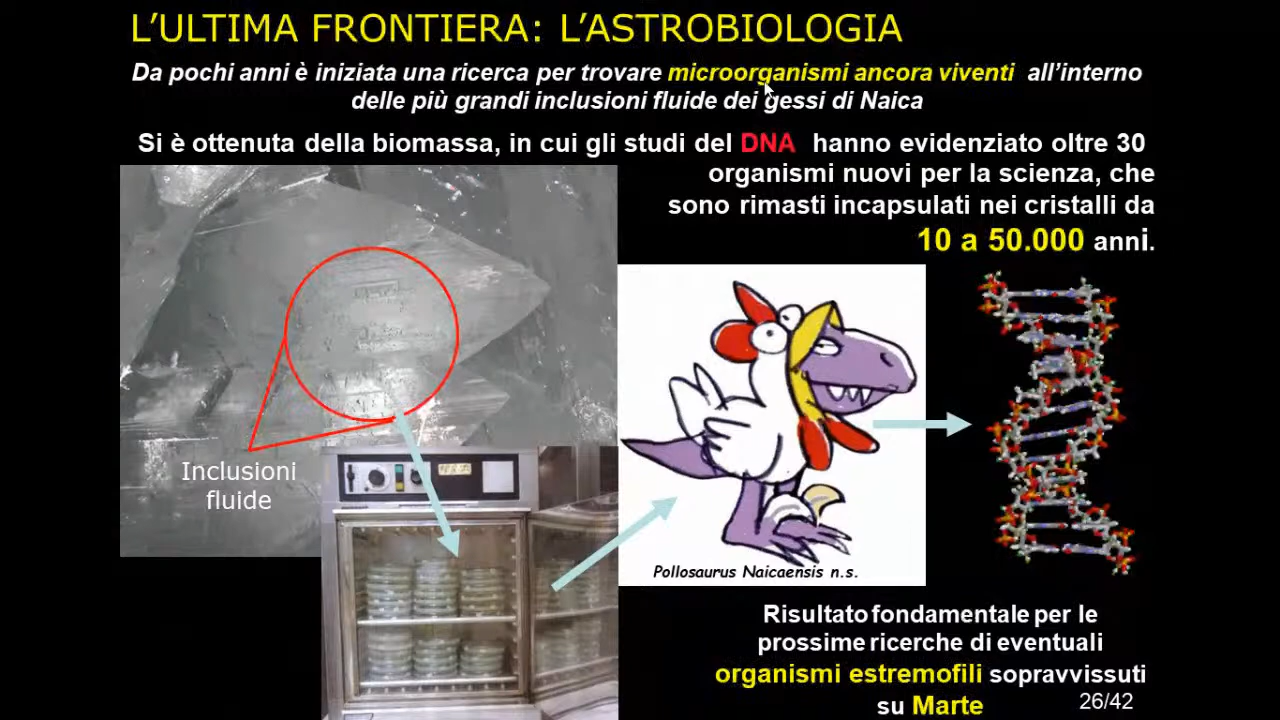 L'ULTIMA FRONTIERA: L'ASTROBIOLOGIA
Da pochi anni è iniziata una ricerca per trovare microorganismi ancora viventi all'interno
delle più grandi inclusioni fluide dei gessi di Naica
Si è ottenuta della biomassa, in cui gli studi del DNA hanno evidenziato oltre 30
organismi nuovi per la scienza, che
sono rimasti incapsulati nei cristalli da
10 a 50.000 anni.
Inclusioni
fluide
Pollosaurus Naicaensis n.s.
Risultato fondamentale per le
prossime ricerche di eventuali
organismi estremofili sopravvissuti
su Marte
26/42